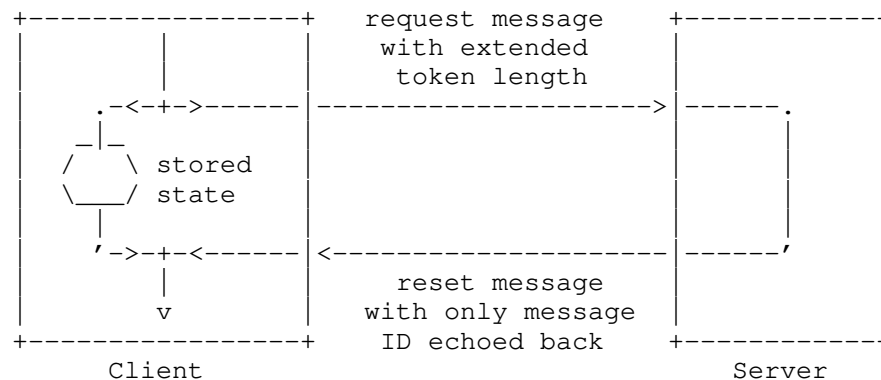 request message
with extended
token length
stored
state
reset message
with only message
ID echoed back
Client
Server